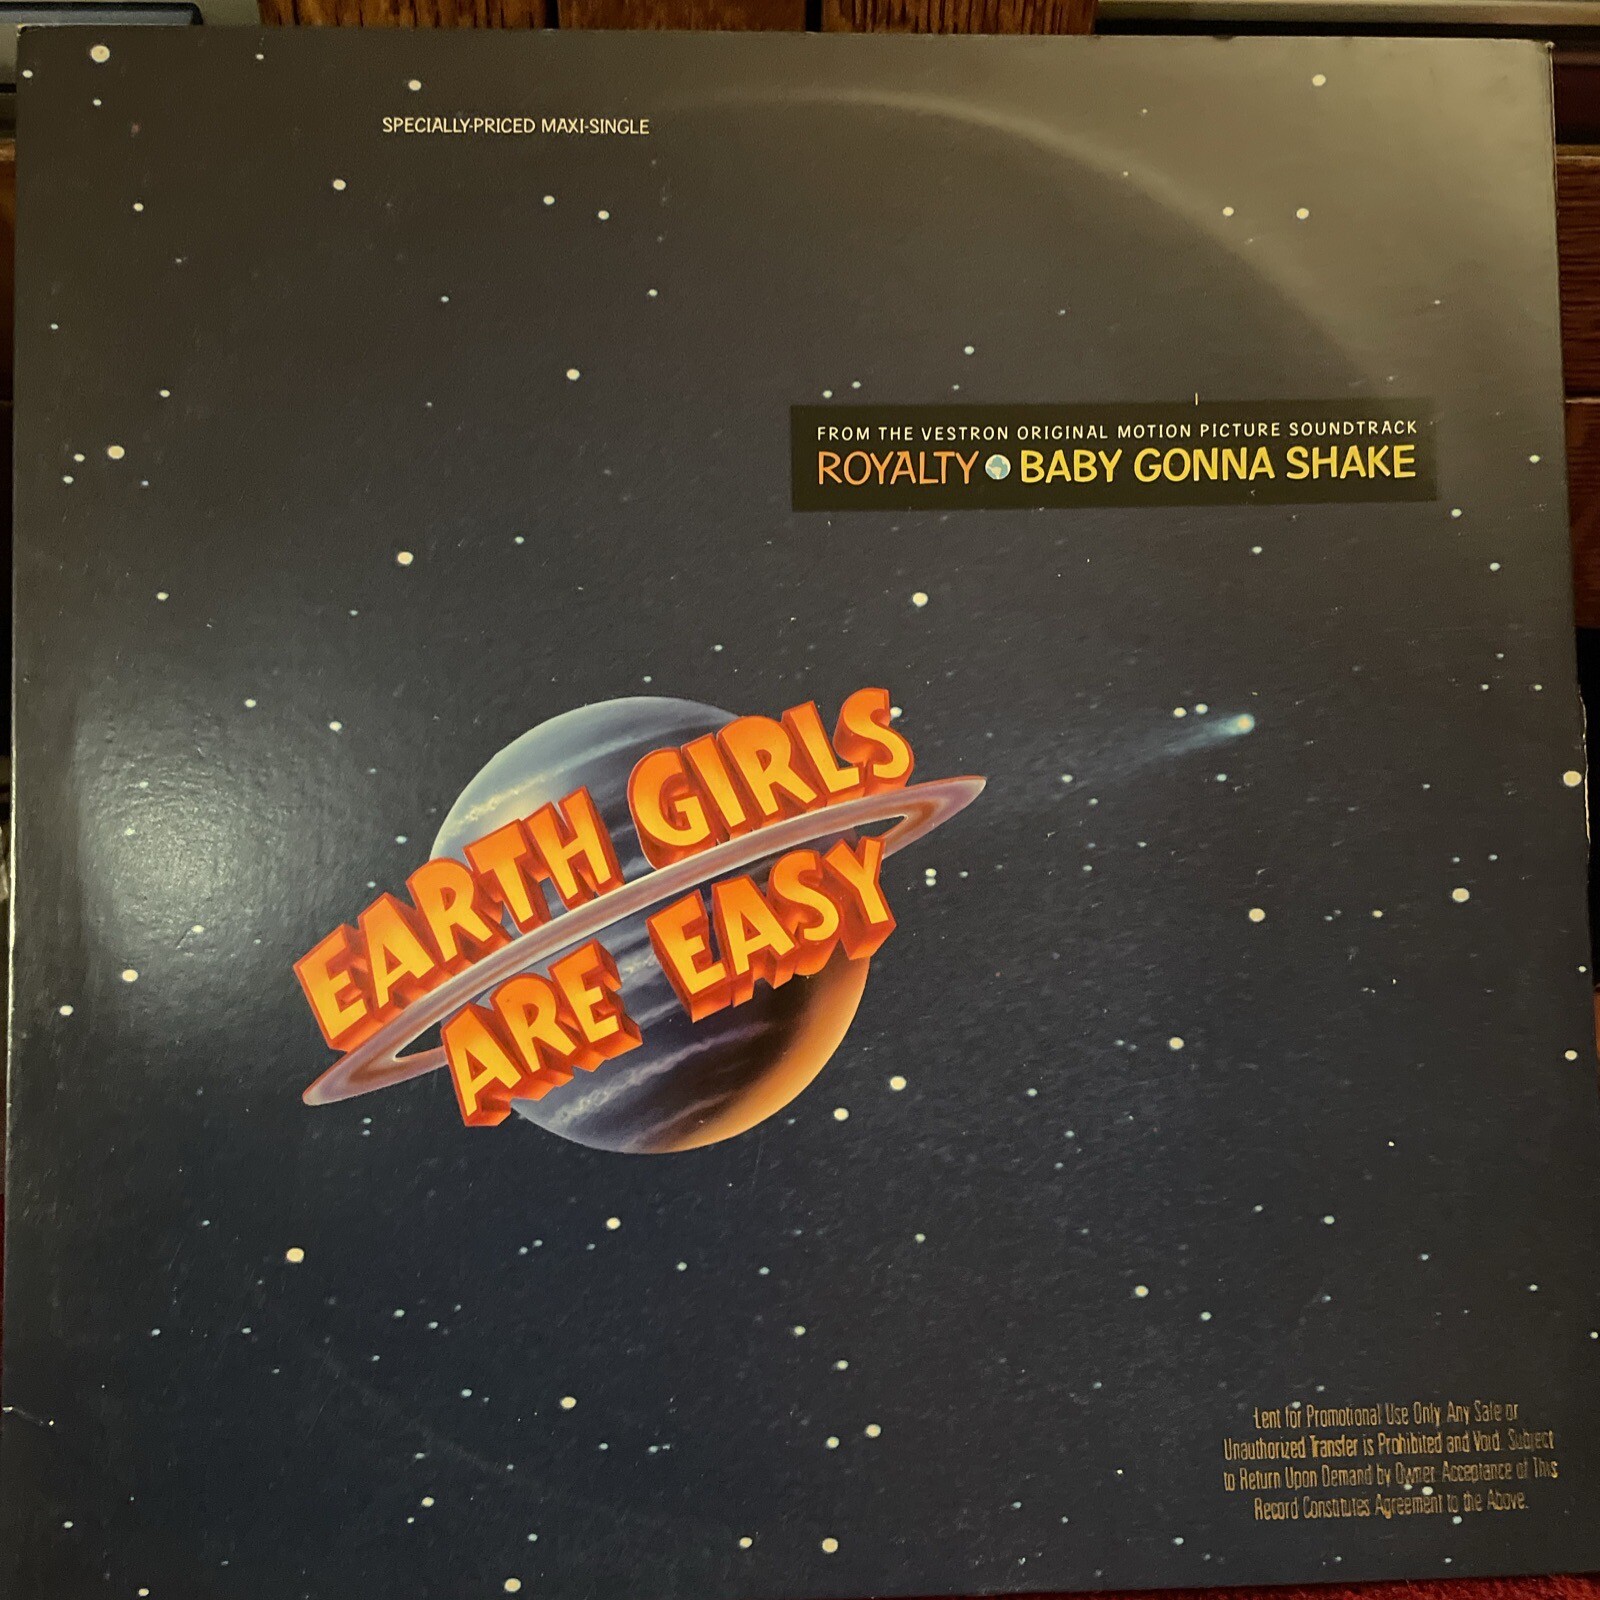 SPECIALLY-PRICED MAXI-SINGLE
FROM THE VESTRON ORIGINAL MOTION PICTURE SOUNDTRACK
ROYALTY BABY GONNA SHAKE
EARTH GIRLS
ARE EASY
Lent for Promotional Use Only. Any Sale or
Unauthorized Transfer is Prohibited and Void. Subject
to Return Upon Demand by Owner. Acceptance of This
Record Constitutes Agreement to the Above.